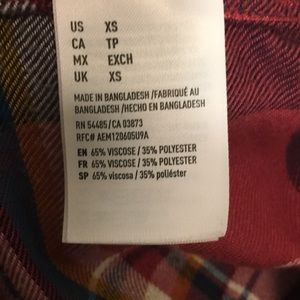 US XS
CA TP
MX EXCH
UK XS
MADE IN BANGLADESH /FABRIQUÉ AU
BANGLADESH /HECHO EN BANGLADESH
RN 54485/CA 03873
RFC# AEM120605U9A
EN 65% VISCOSE / 35% POLYESTER
FR 65% VISCOSE / 35% POLYESTER
SP 65% viscosa / 35% poliéster